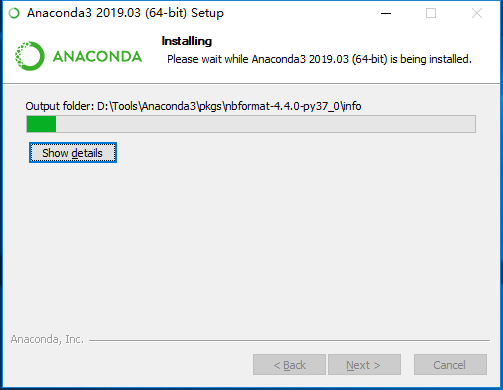 Anaconda3 2019.03 (64-bit) Setup
ANACONDA
Installing
Please wait while Anaconda3 2019.03 (64-bit) is being installed.
Output folder: D:\Tools\Anaconda3\pkgs\nbformat-4.4.0-py37_0\info
Show details
Anaconda, Inc.
< Back
Next >
Cancel